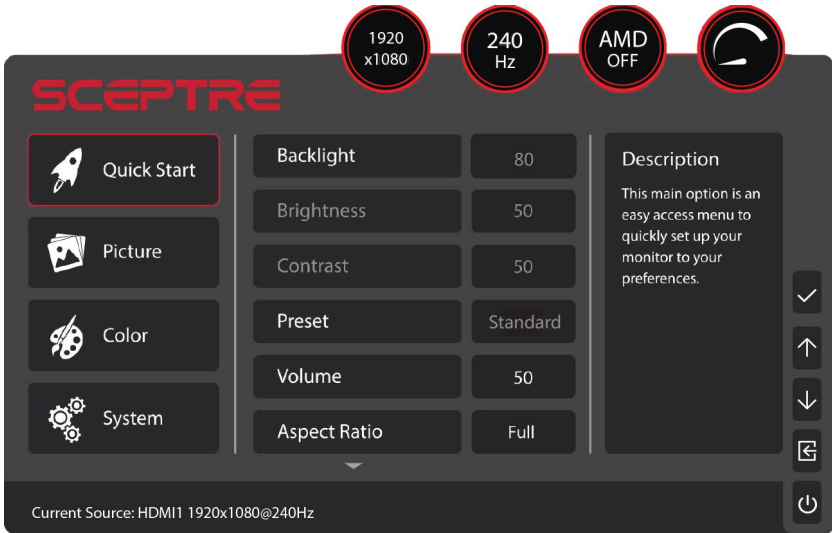 1920
x1080
240
Hz
AMD
OFF
SCEPTRE
Quick Start
Picture
Color
System
Backlight 80
Brightness 50
Contrast 50
Preset Standard
Volume 50
Aspect Ratio Full
Description
This main option is an
easy access menu to
quickly set up your
monitor to your
preferences.
Current Source: HDMI1 1920x1080@240Hz